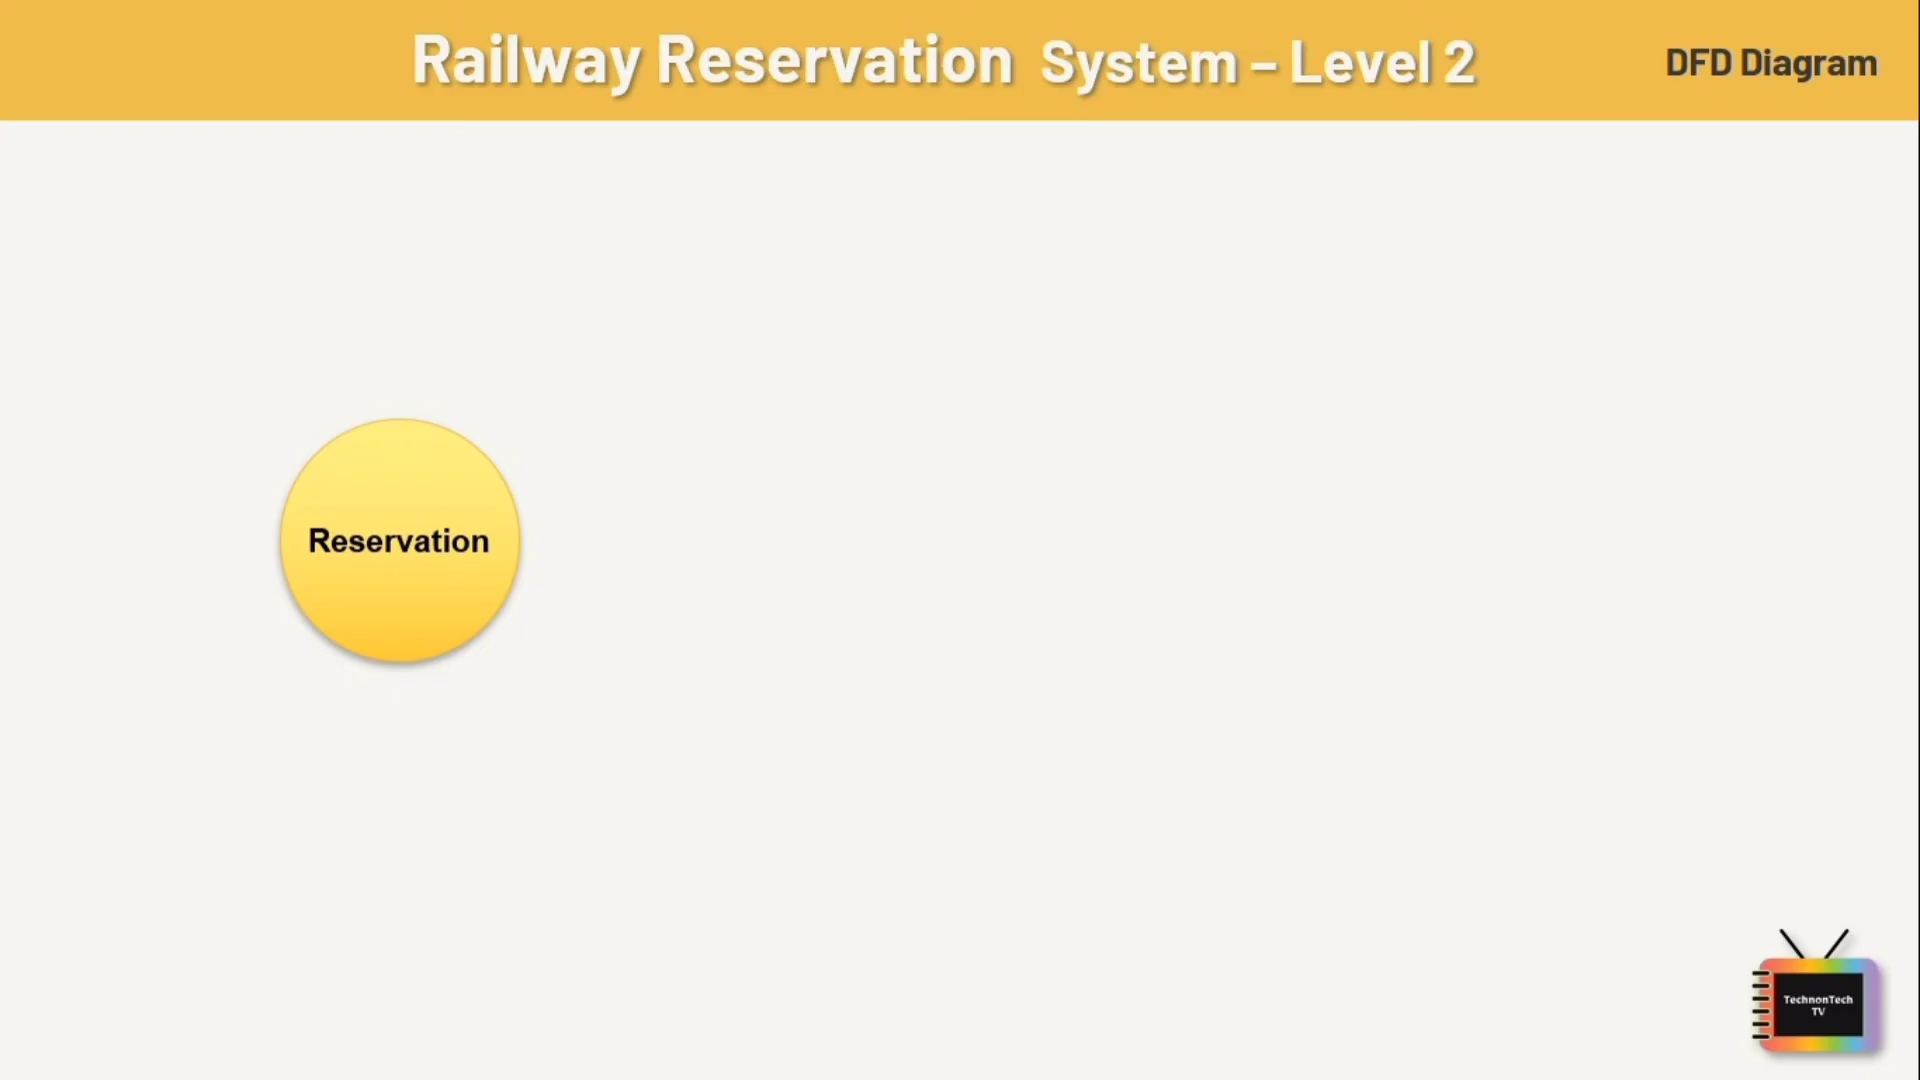 Railway Reservation System – Level 2
DFD Diagram
Reservation
TechnonTech
TV